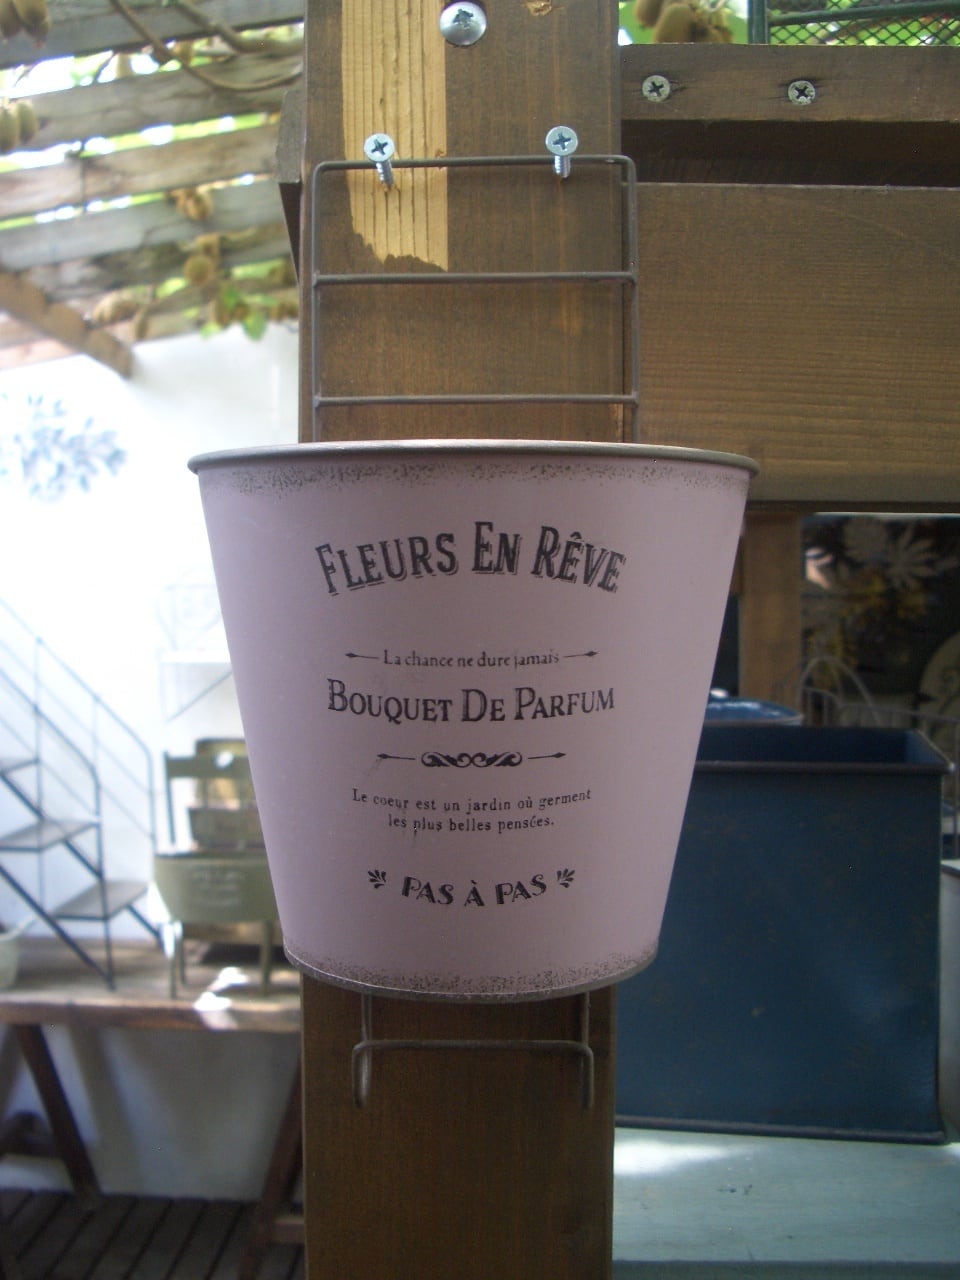 FLEURS EN RÊVE
La chance ne dure jamais
BOUQUET DE PARFUM
Le coeur est un jardin où germent
les plus belles pensées.
PAS À PAS